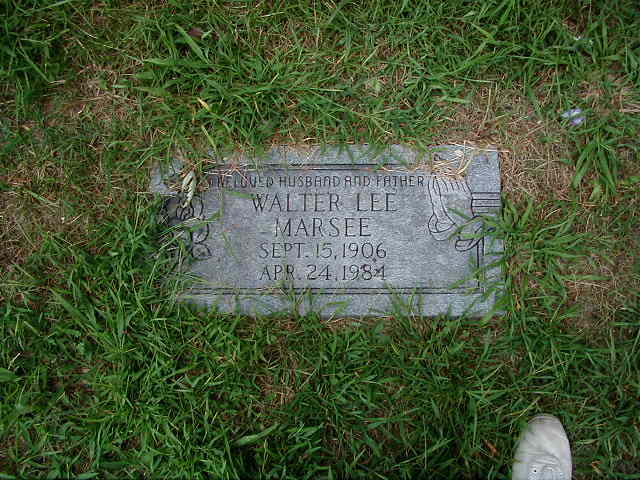 BELOVED HUSBAND AND FATHER
WALTER LEE
MARSEE
SEPT. 15, 1906
APR. 24, 1984